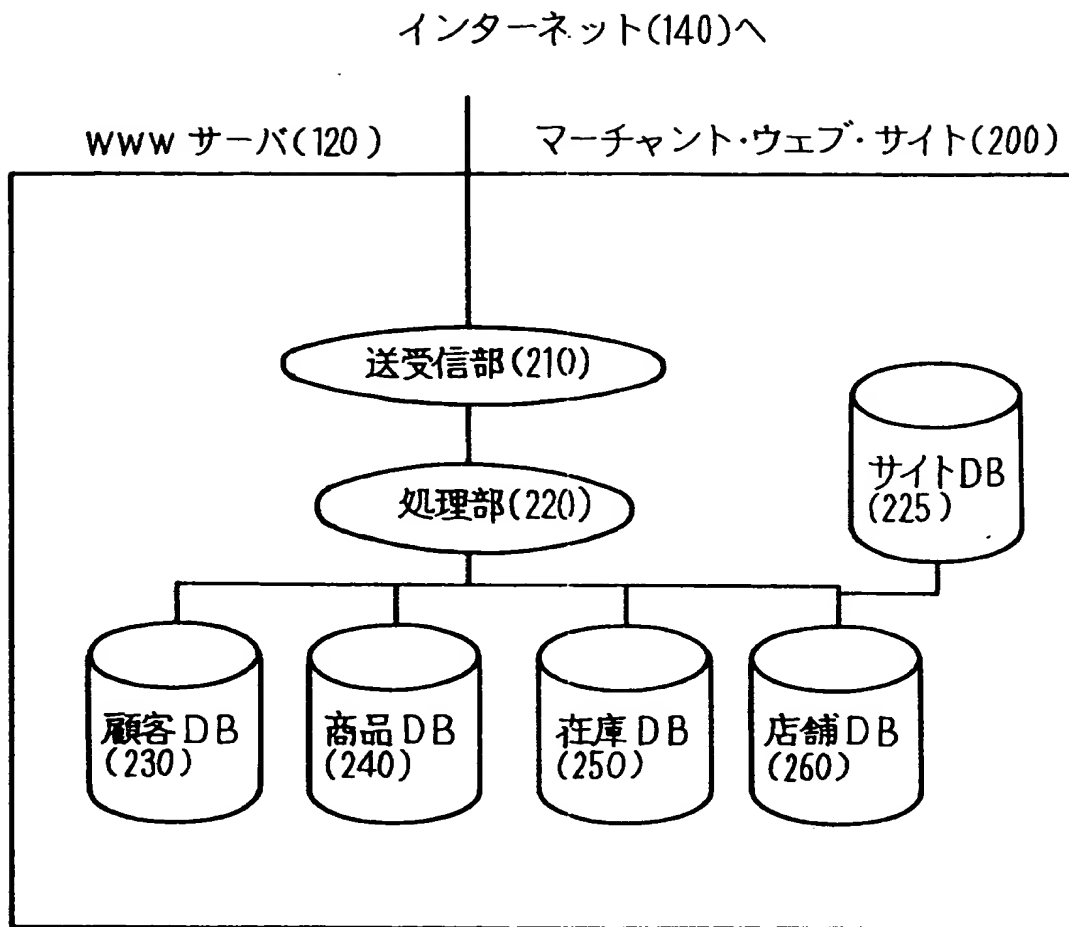 インターネット(140)へ
WWW サーバ(120)
マーチャント・ウェブ・サイト(200)
送受信部(210)
サイトDB
(225)
処理部(220)
顧客DB
(230)
商品DB
(240)
在庫DB
(250)
店舗DB
(260)